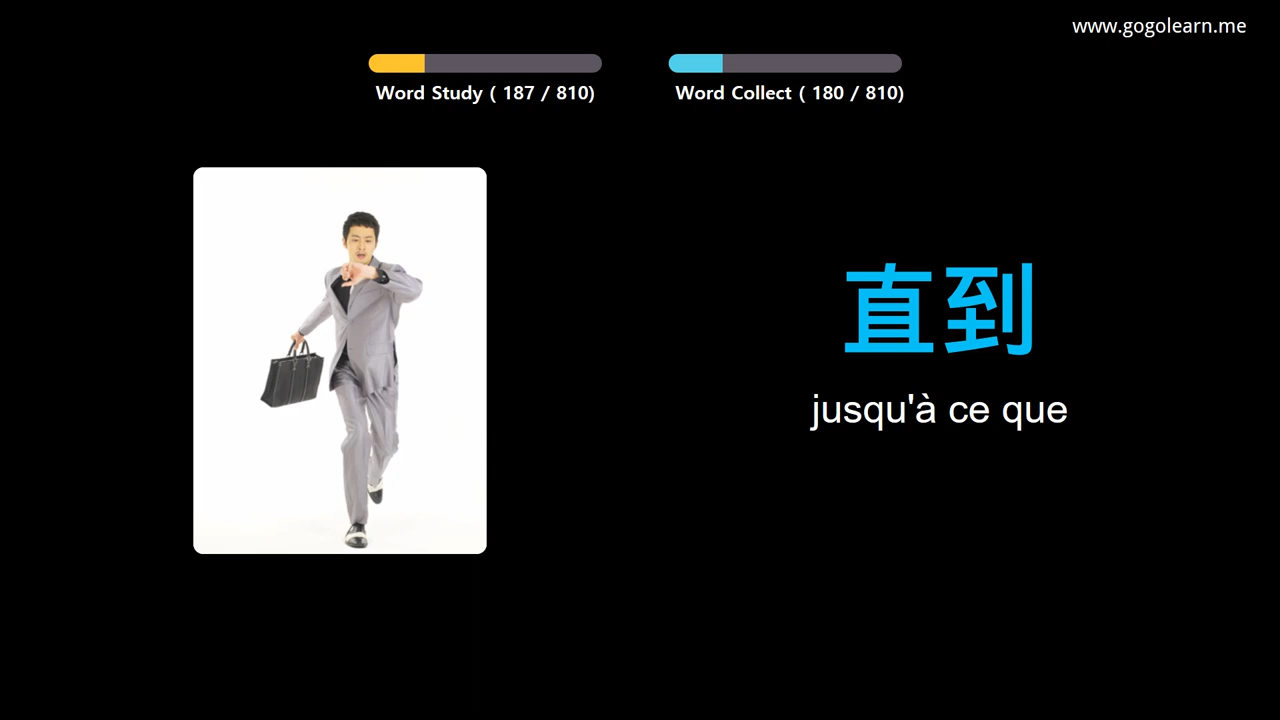 www.gogolearn.me
Word Study ( 187 / 810)
Word Collect ( 180 / 810)
直到
jusqu'à ce que